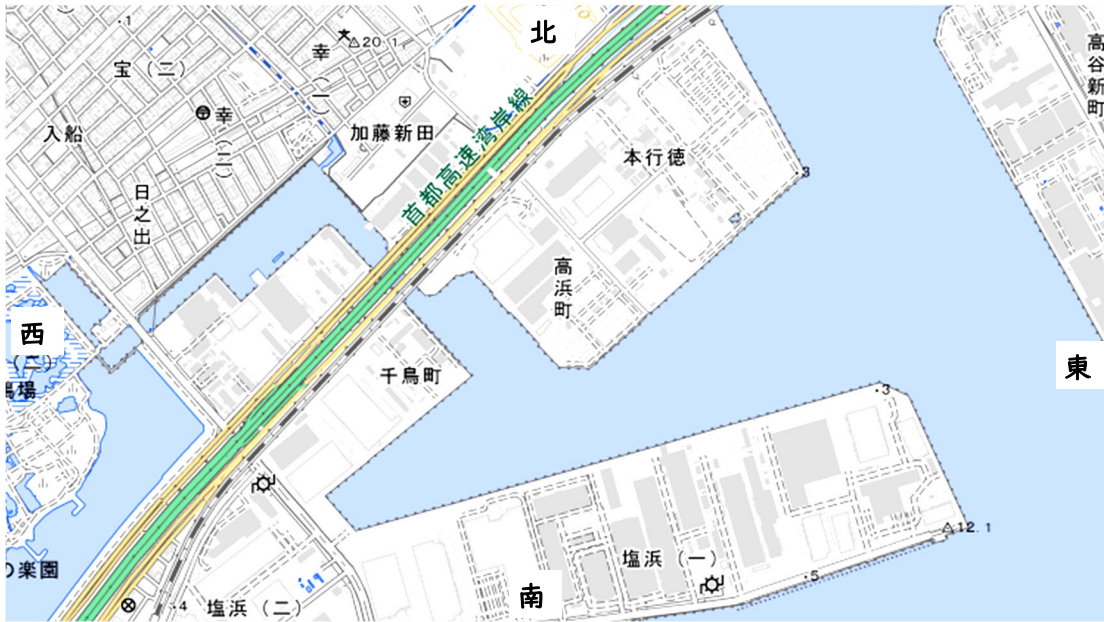 北
・1
20.1
幸(一)
宝(二)
高谷新町
入船
幸(二)
加藤新田
首都高速湾岸線
本行徳
・3
日之出
高浜町
西
(二)
東
千鳥町
・3
12.1
の楽園
塩浜(一)
・5
南
・4
塩浜(二)